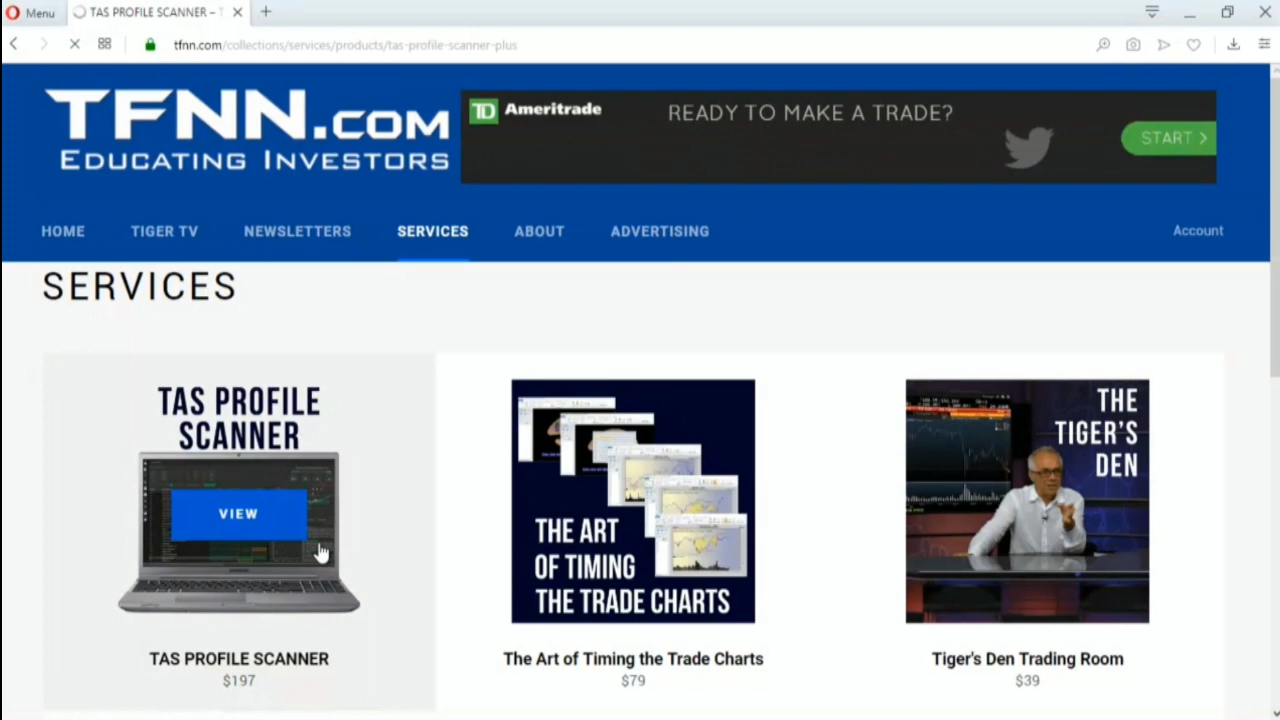 Menu
TAS PROFILE SCANNER –
tfnn.com/collections/services/products/tas-profile-scanner-plus
TFNN.COM
EDUCATING INVESTORS
TD Ameritrade
READY TO MAKE A TRADE?
START >
HOME
TIGER TV
NEWSLETTERS
SERVICES
ABOUT
ADVERTISING
Account
SERVICES
TAS PROFILE
SCANNER
VIEW
TAS PROFILE SCANNER
$197
THE ART
OF TIMING
THE TRADE CHARTS
The Art of Timing the Trade Charts
$79
THE
TIGER'S
DEN
Tiger's Den Trading Room
$39